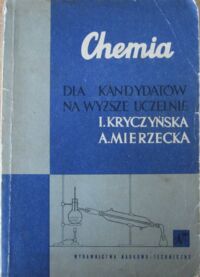 Chemia
DLA KANDYDATÓW
NA WYŻSZE UCZELNIE
I. KRYCZYŃSKA
A. MIERZECKA
WYDAWNICTWA NAUKOWO-TECHNICZNE